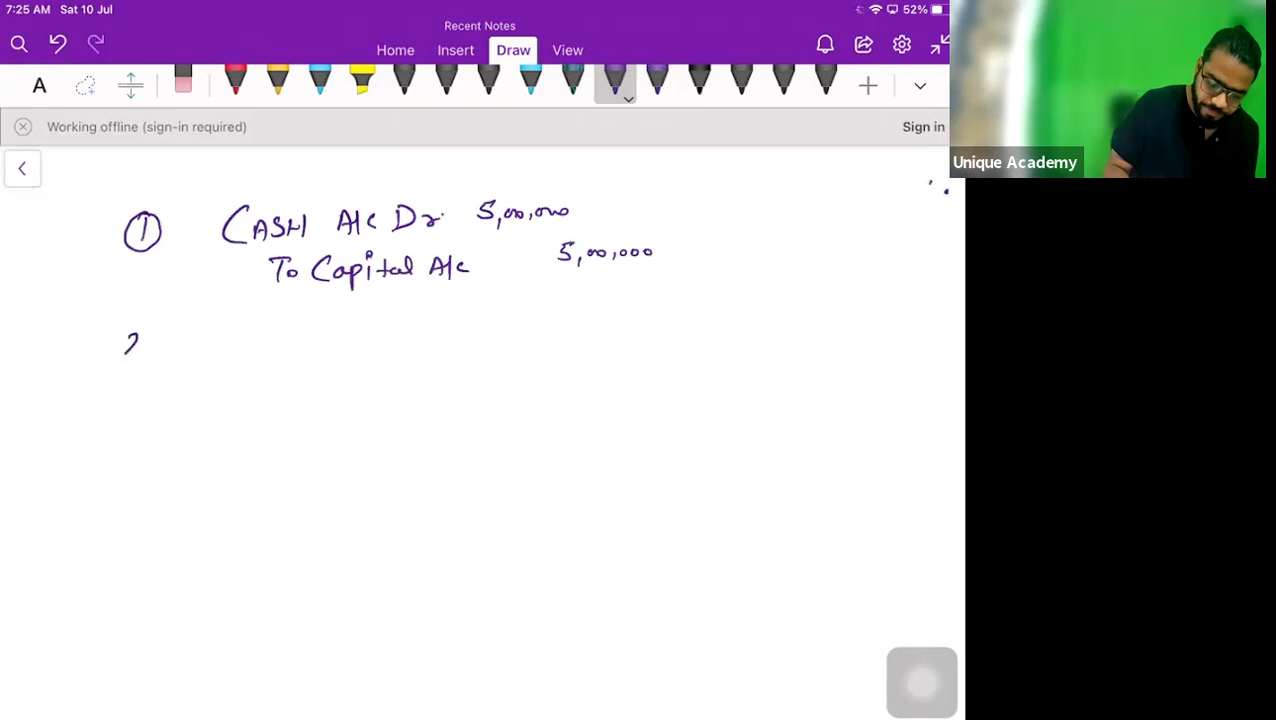 7:25 AM Sat 10 Jul
52%
Recent Notes
Home Insert Draw View
A
Working offline (sign-in required)
Sign in
Unique Academy
① CASH A/c Dr. 5,00,000
To Capital A/c 5,00,000
2